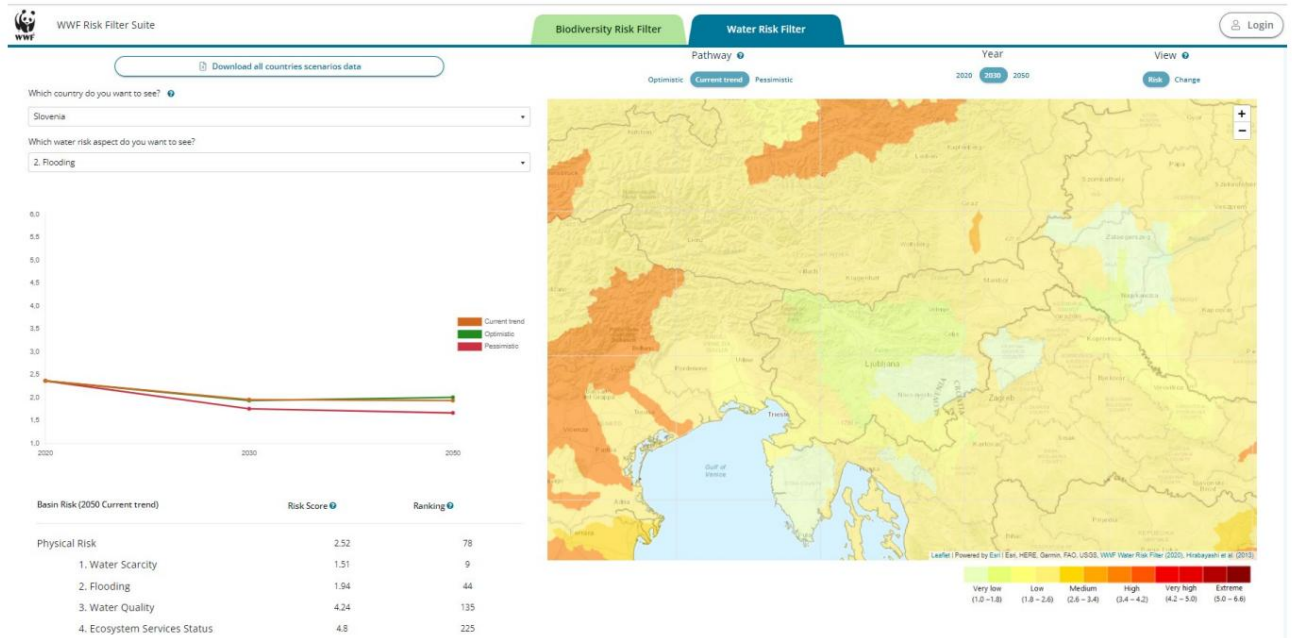 WWF
WWF Risk Filter Suite
Biodiversity Risk Filter
Water Risk Filter
Login
Download all countries scenarios data
Which country do you want to see?
Slovenia
Which water risk aspect do you want to see?
2. Flooding
Pathway
Optimistic Current trend Pessimistic
Year
2020 2030 2050
View
Risk Change
6,0
5,5
5,0
4,5
4,0
3,5
3,0
2,5
2,0
1,5
1,0
2020 2030 2050
Current trend
Optimistic
Pessimistic
Basin Risk (2050 Current trend) Risk Score Ranking
Physical Risk 2.52 78
1. Water Scarcity 1.51 9
2. Flooding 1.94 44
3. Water Quality 4.24 135
4. Ecosystem Services Status 4.8 225
+
−
Graz
Udine
Ljubljana
Zagreb
Trieste
Gulf of
Venice
Leaflet | Powered by Esri | Esri, HERE, Garmin, FAO, USGS, WWF Water Risk Filter (2020), Hirabayashi et al. (2013)
Very low Low Medium High Very high Extreme
(1.0 –1.8) (1.8 – 2.6) (2.6 – 3.4) (3.4 – 4.2) (4.2 – 5.0) (5.0 – 6.6)